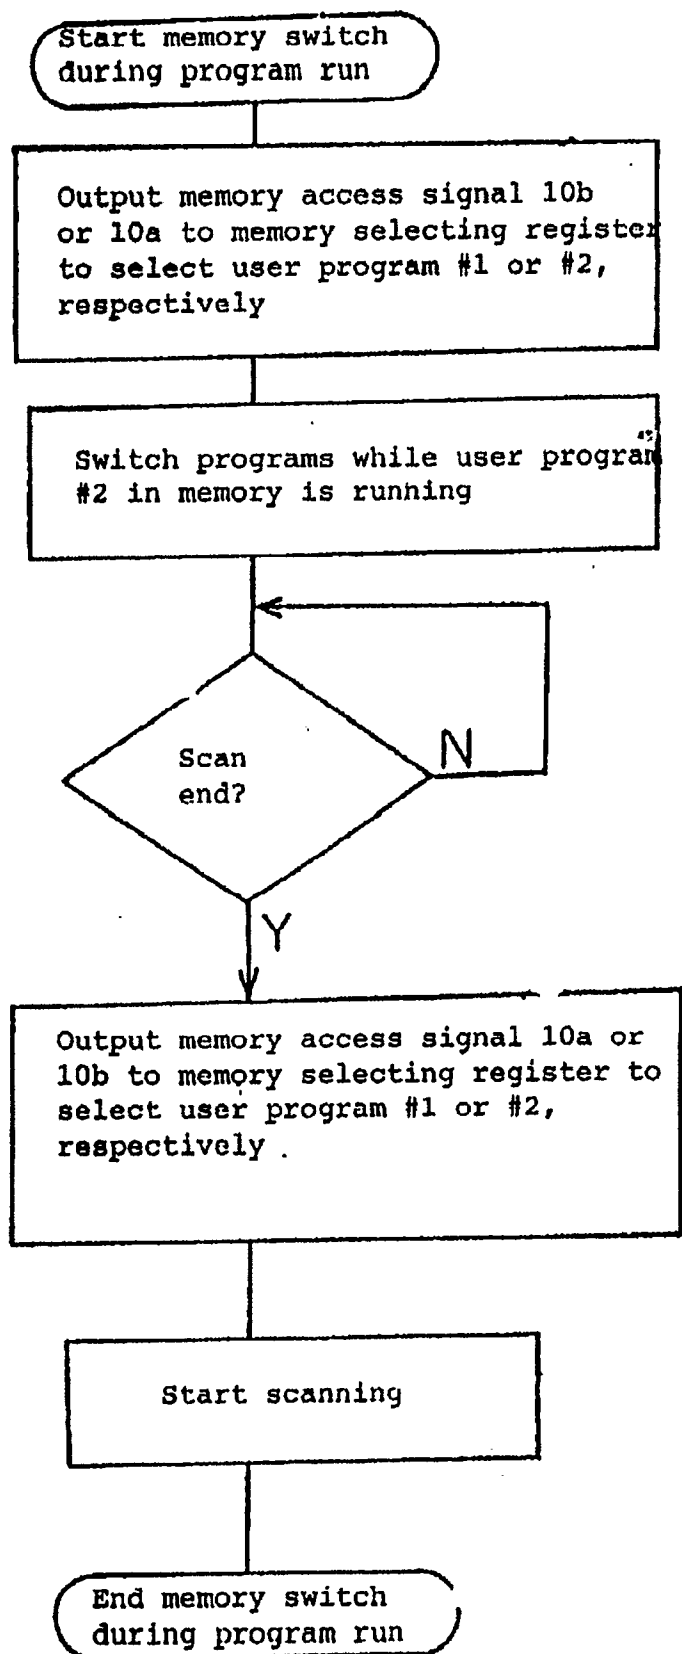 Start memory switch
during program run
Output memory access signal 10b
or 10a to memory selecting register
to select user program #1 or #2,
respectively
Switch programs while user program
#2 in memory is running
Scan
end?
N
Y
Output memory access signal 10a or
10b to memory selecting register to
select user program #1 or #2,
respectively .
Start scanning
End memory switch
during program run